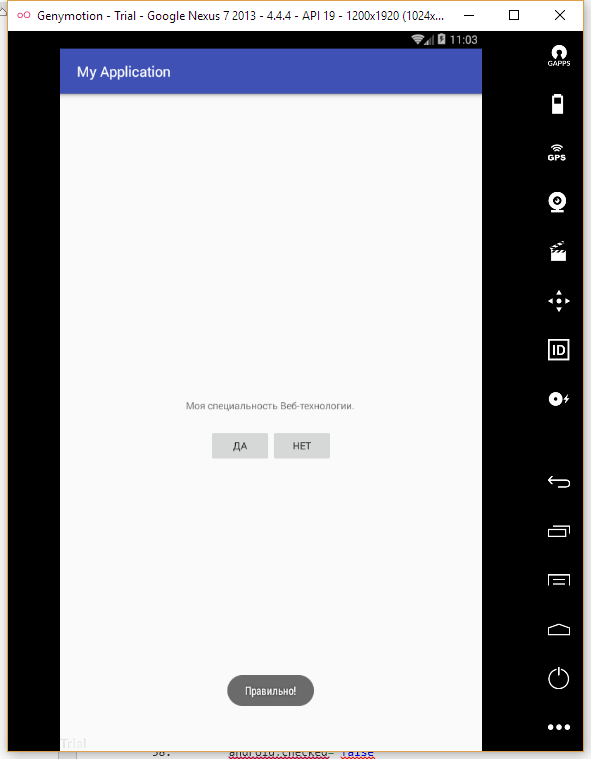 Genymotion - Trial - Google Nexus 7 2013 - 4.4.4 - API 19 - 1200x1920 (1024x...
11:03
GAPPS
My Application
GPS
ID
Моя специальность Веб-технологии.
ДА НЕТ
Правильно!
Trial
58. android:checked="false